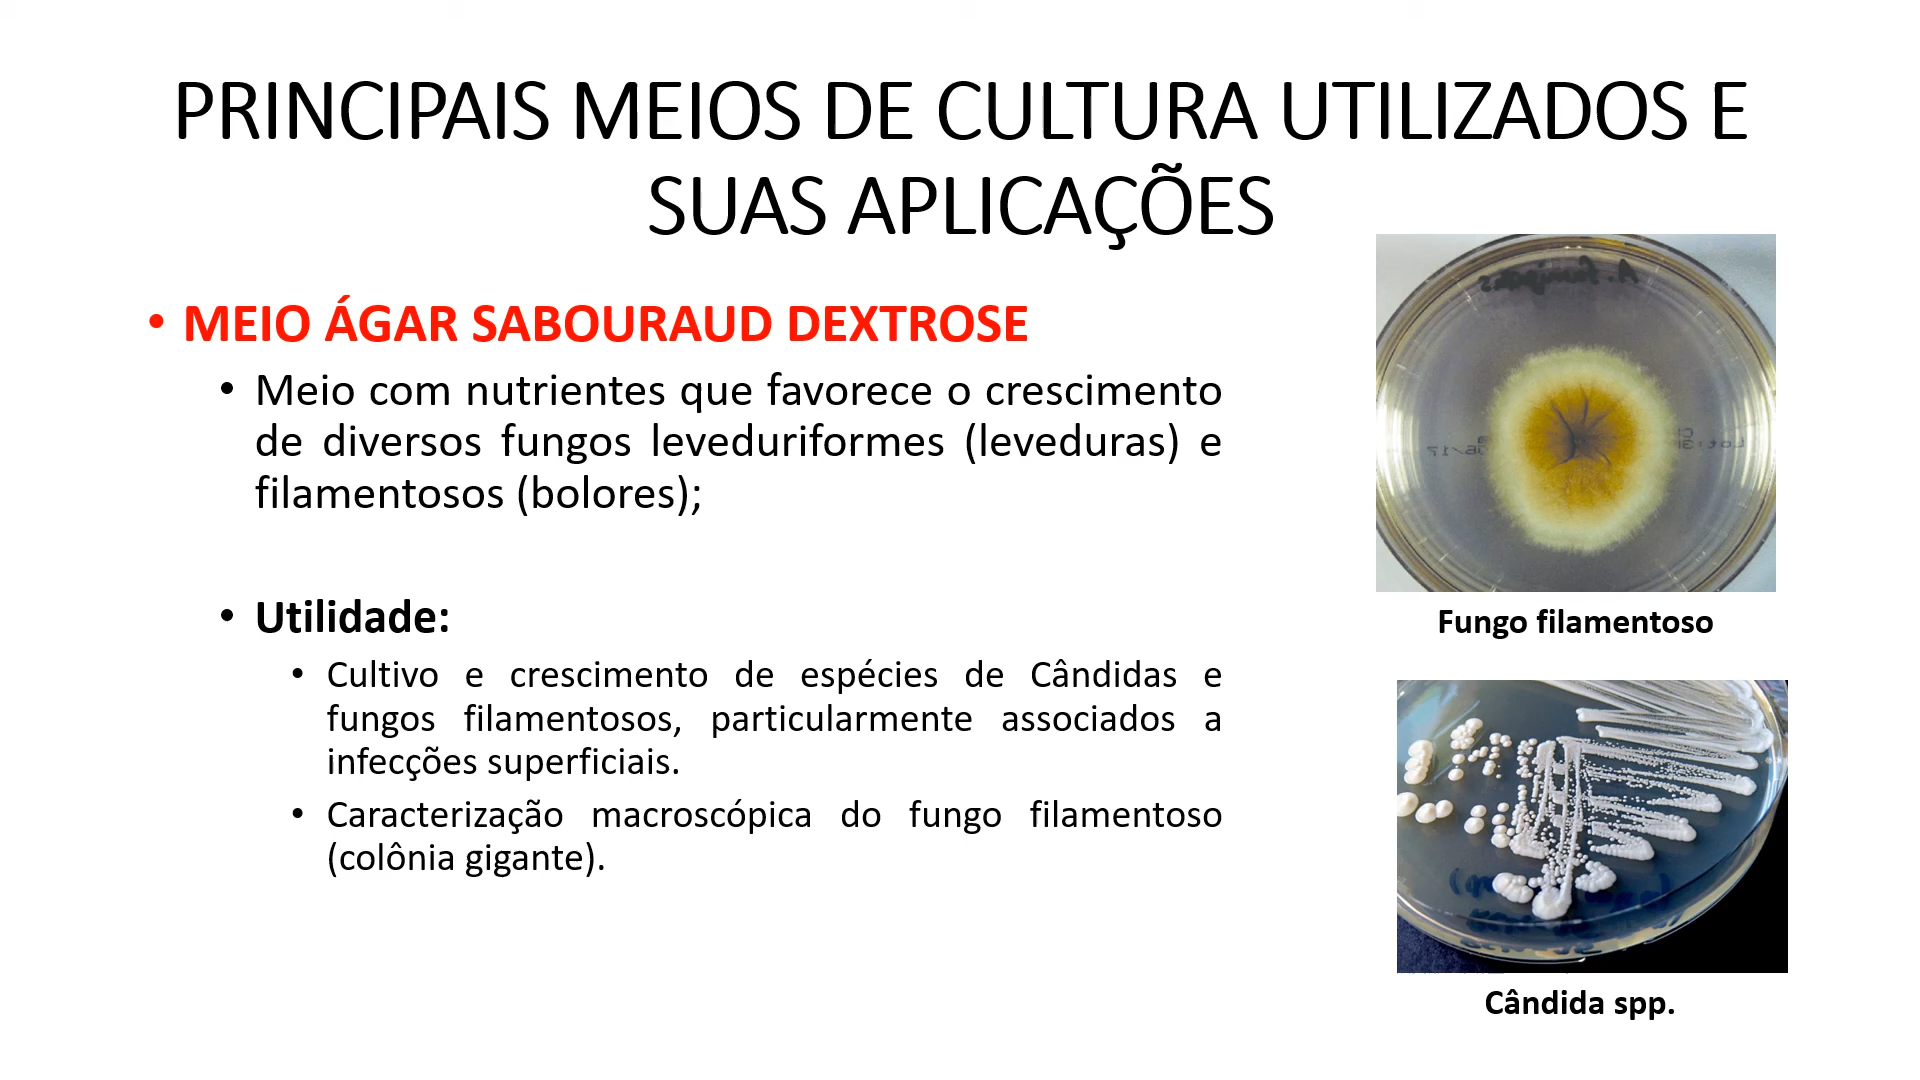 PRINCIPAIS MEIOS DE CULTURA UTILIZADOS E
SUAS APLICAÇÕES
• MEIO ÁGAR SABOURAUD DEXTROSE
• Meio com nutrientes que favorece o crescimento
de diversos fungos leveduriformes (leveduras) e
filamentosos (bolores);
• Utilidade:
• Cultivo e crescimento de espécies de Cândidas e
fungos filamentosos, particularmente associados a
infecções superficiais.
• Caracterização macroscópica do fungo filamentoso
(colônia gigante).
Fungo filamentoso
Cândida spp.